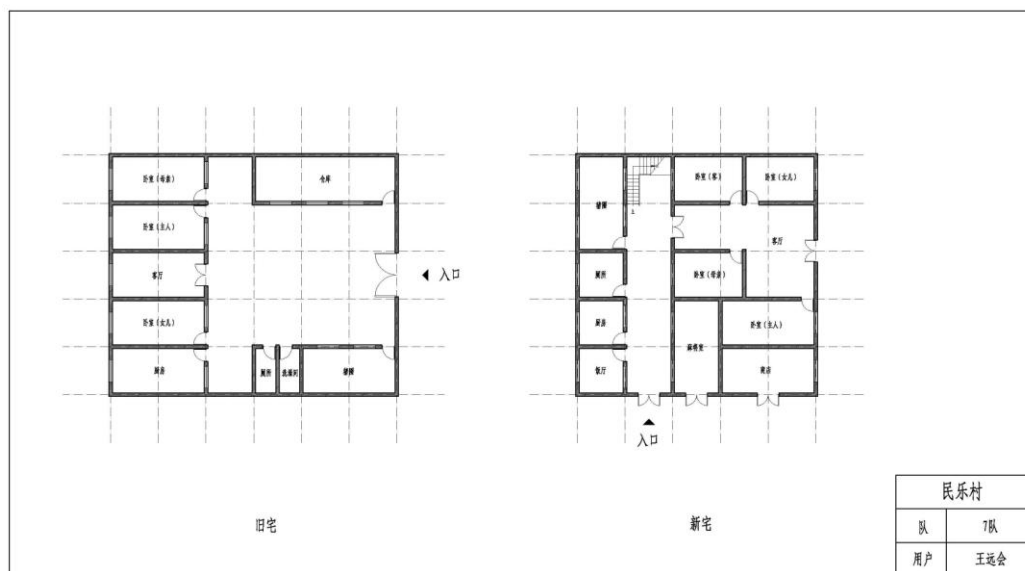 卧室（母亲）
仓库
卧室（主人）
客厅
入口
卧室（女儿）
厨房
厕所
洗澡间
猪圈
旧宅
猪圈
上
卧室（客）
卧室（女儿）
客厅
厕所
卧室（母亲）
厨房
卧室（主人）
麻将室
饭厅
商店
入口
新宅
民乐村
队
7队
用户
王远会